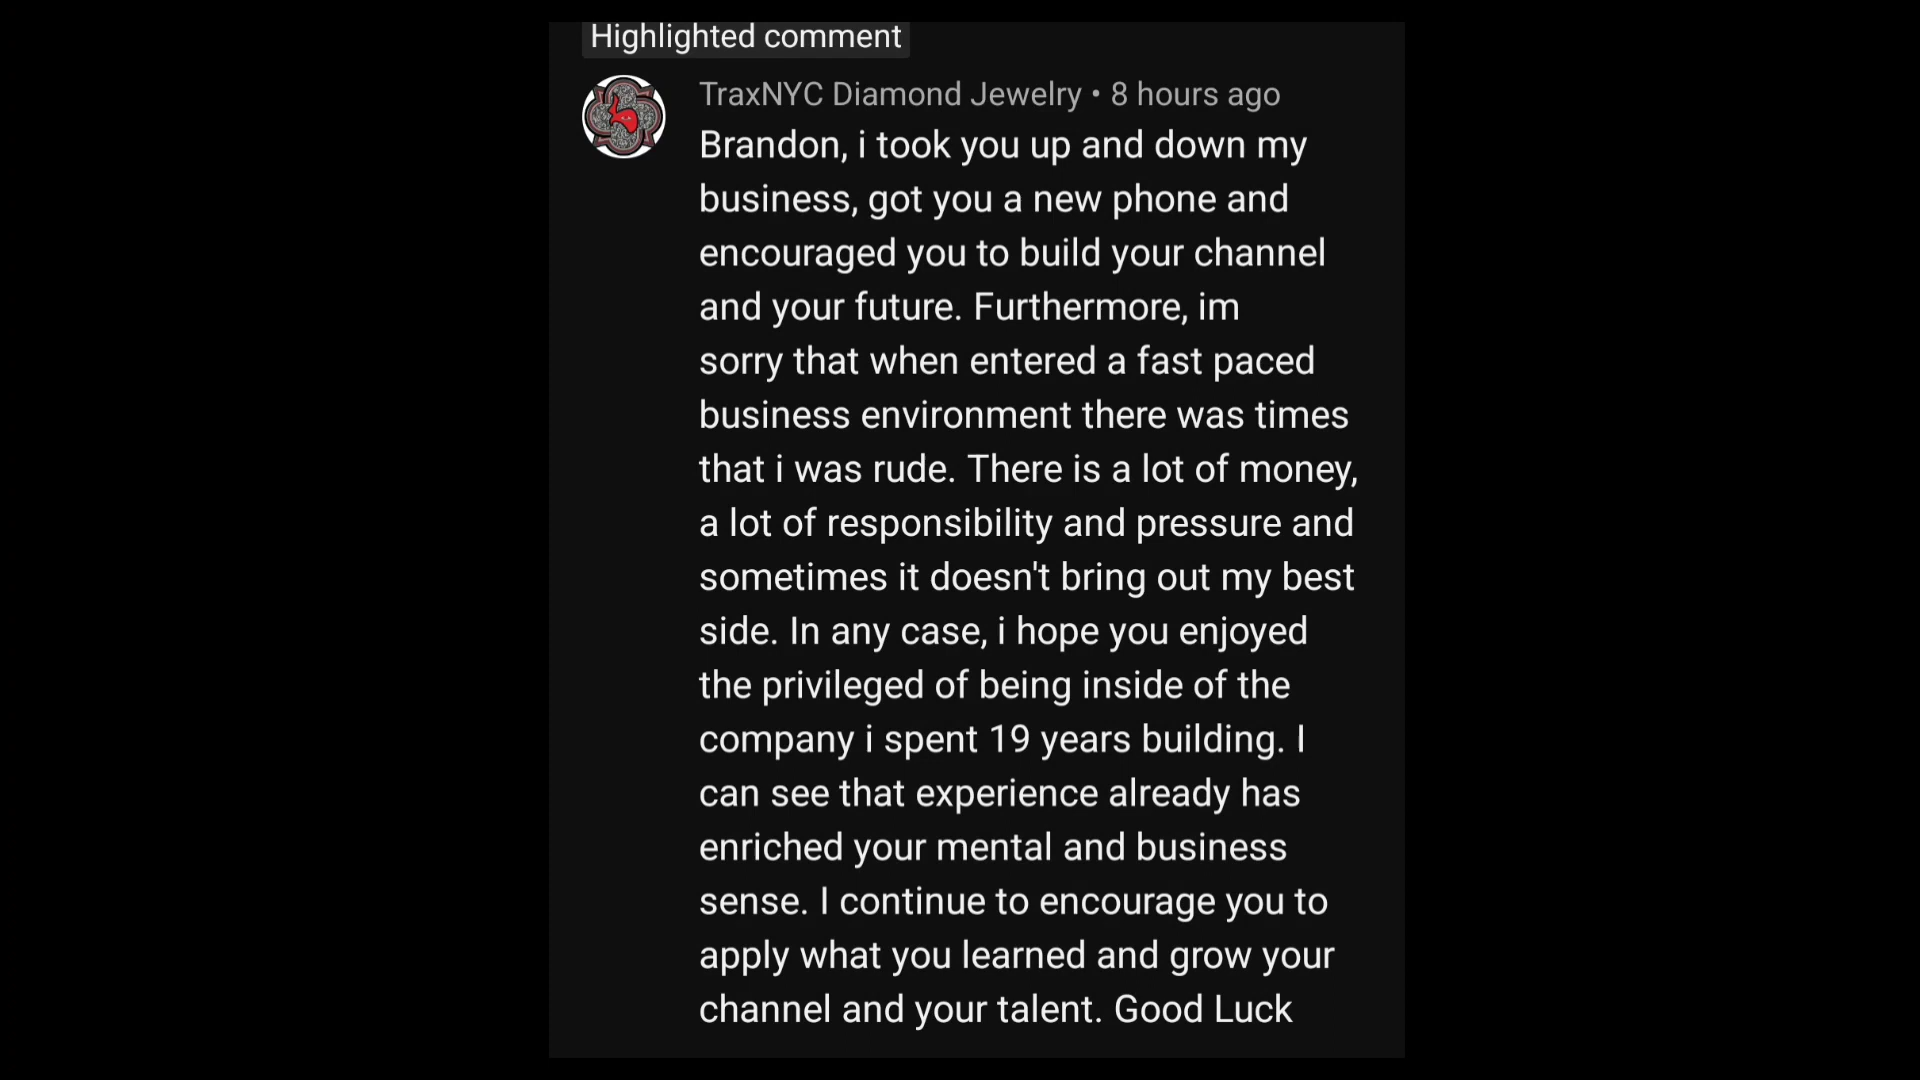 Highlighted comment
TraxNYC Diamond Jewelry • 8 hours ago
Brandon, i took you up and down my
business, got you a new phone and
encouraged you to build your channel
and your future. Furthermore, im
sorry that when entered a fast paced
business environment there was times
that i was rude. There is a lot of money,
a lot of responsibility and pressure and
sometimes it doesn't bring out my best
side. In any case, i hope you enjoyed
the privileged of being inside of the
company i spent 19 years building. I
can see that experience already has
enriched your mental and business
sense. I continue to encourage you to
apply what you learned and grow your
channel and your talent. Good Luck